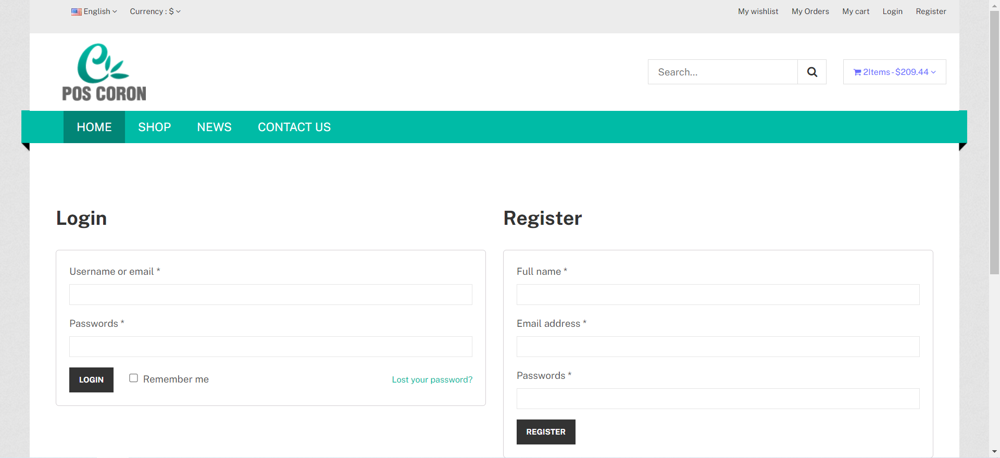 English Currency : $ My wishlist My Orders My cart Login Register
POS CORON
Search... 2Items - $209.44
HOME SHOP NEWS CONTACT US
Login
Username or email *
Passwords *
LOGIN Remember me Lost your password?
Register
Full name *
Email address *
Passwords *
REGISTER